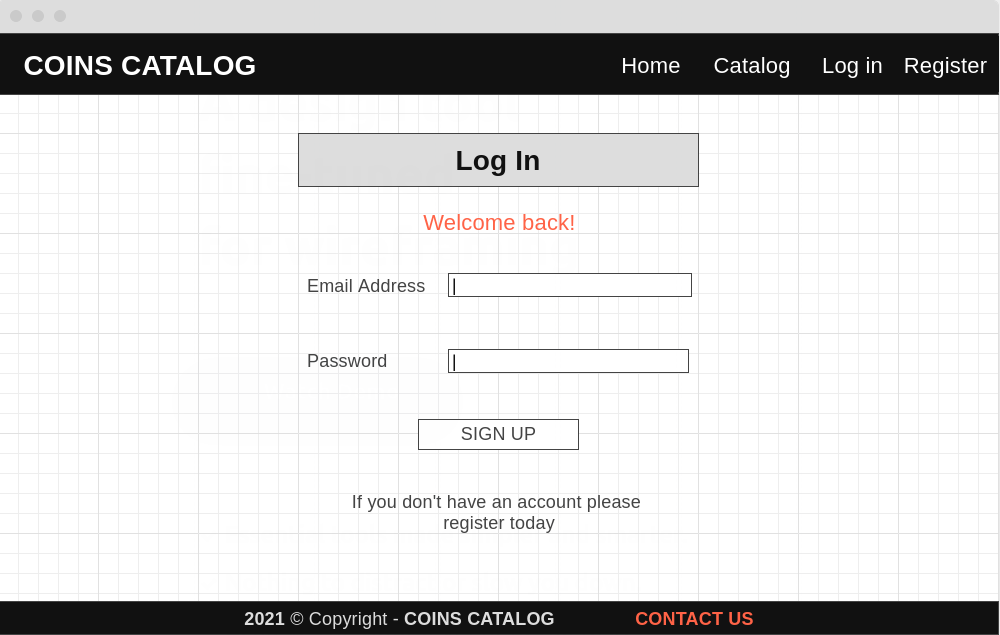 COINS CATALOG Home Catalog Log in Register
Log In
Welcome back!
Email Address
Password
SIGN UP
If you don't have an account please
register today
2021 © Copyright - COINS CATALOG CONTACT US